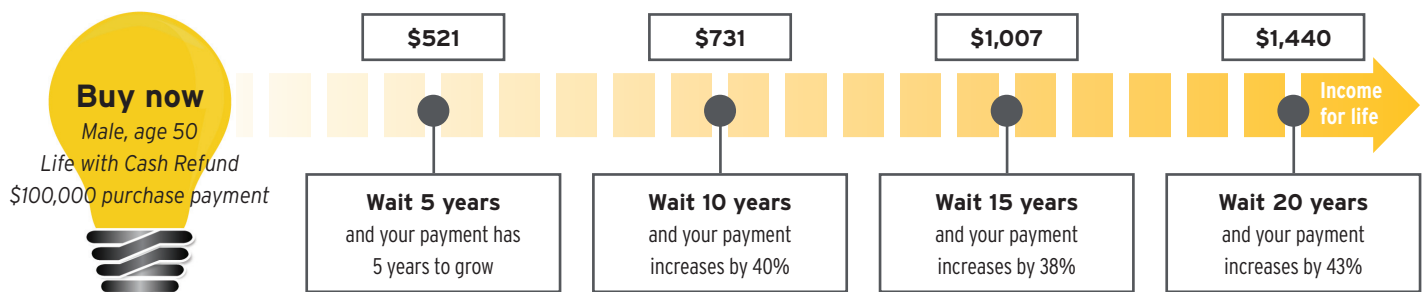 Buy now
Male, age 50
Life with Cash Refund
$100,000 purchase payment
$521
Wait 5 years
and your payment has
5 years to grow
$731
Wait 10 years
and your payment
increases by 40%
$1,007
Wait 15 years
and your payment
increases by 38%
$1,440
Wait 20 years
and your payment
increases by 43%
Income
for life